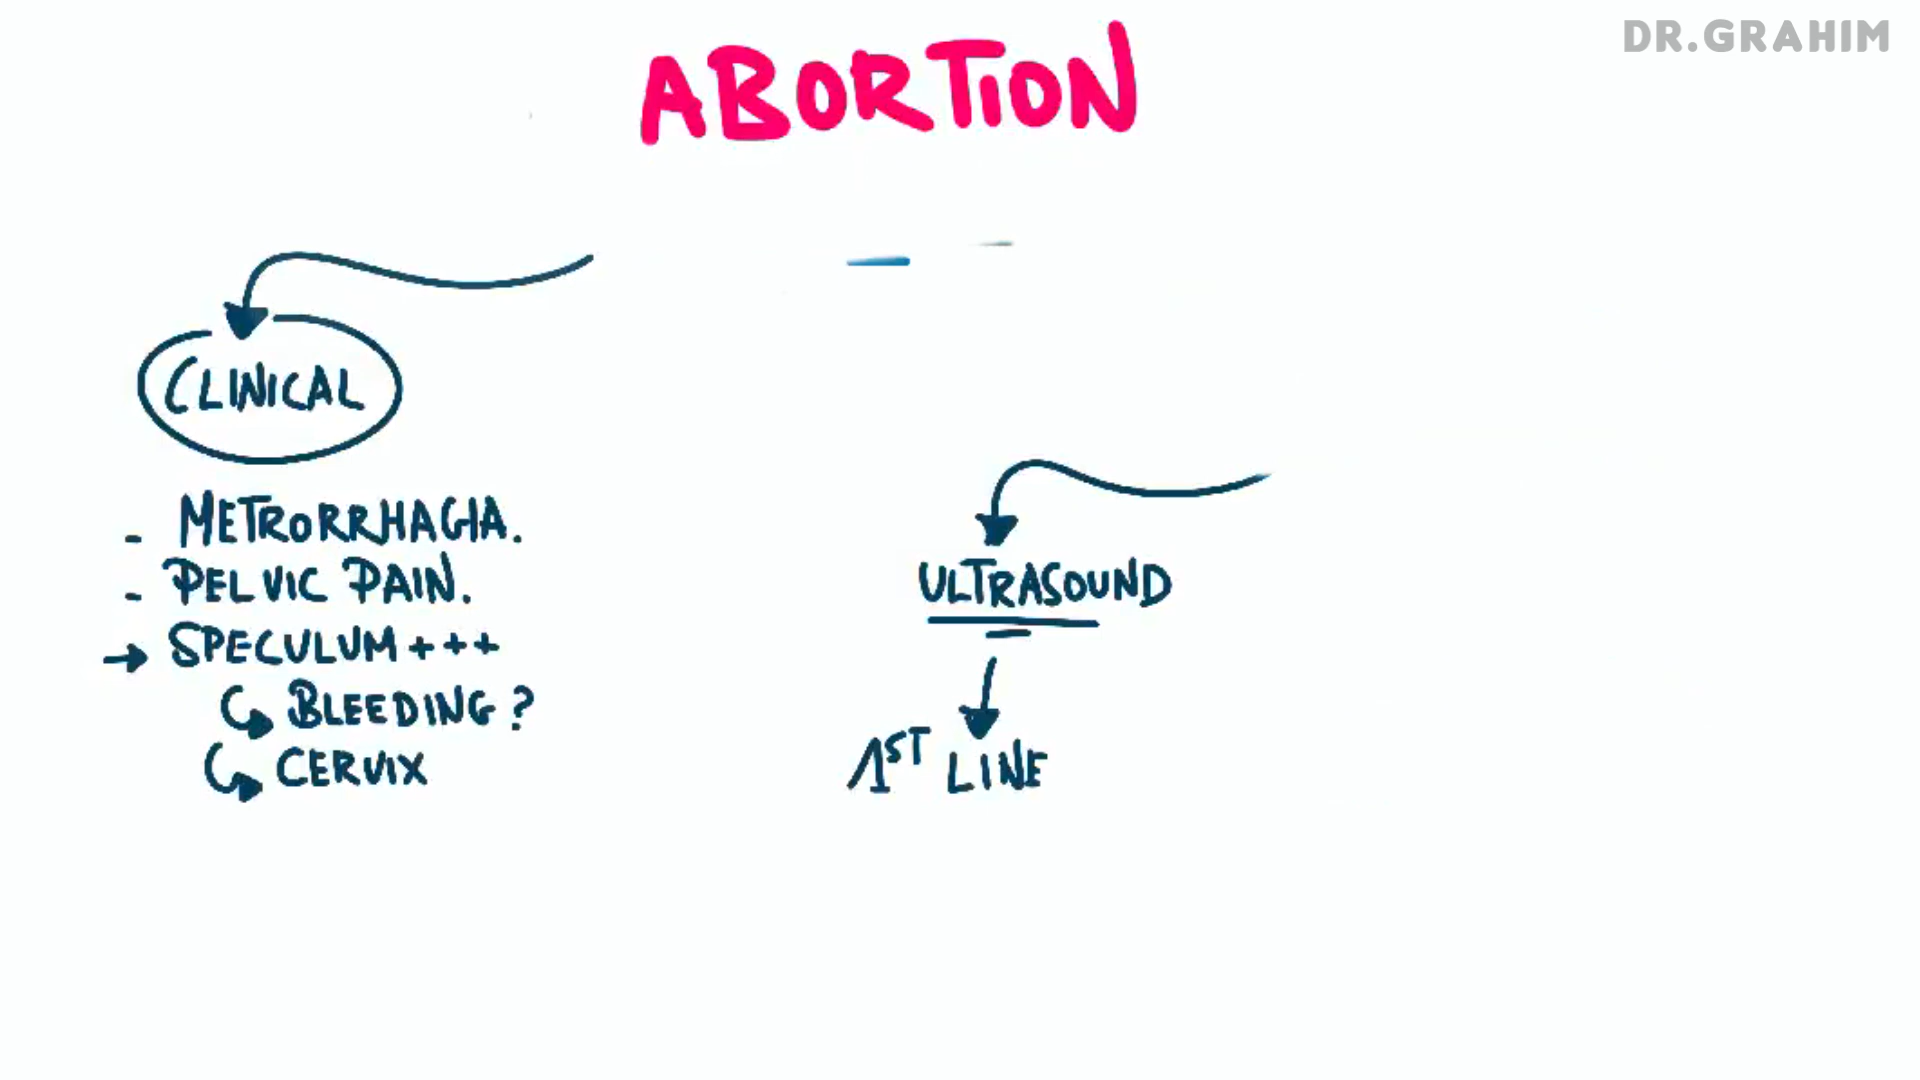 DR.GRAHIM
ABORTION
CLINICAL
- METRORRHAGIA.
- PELVIC PAIN.
→ SPECULUM +++
↪ BLEEDING ?
↪ CERVIX
ULTRASOUND
1ST LINE